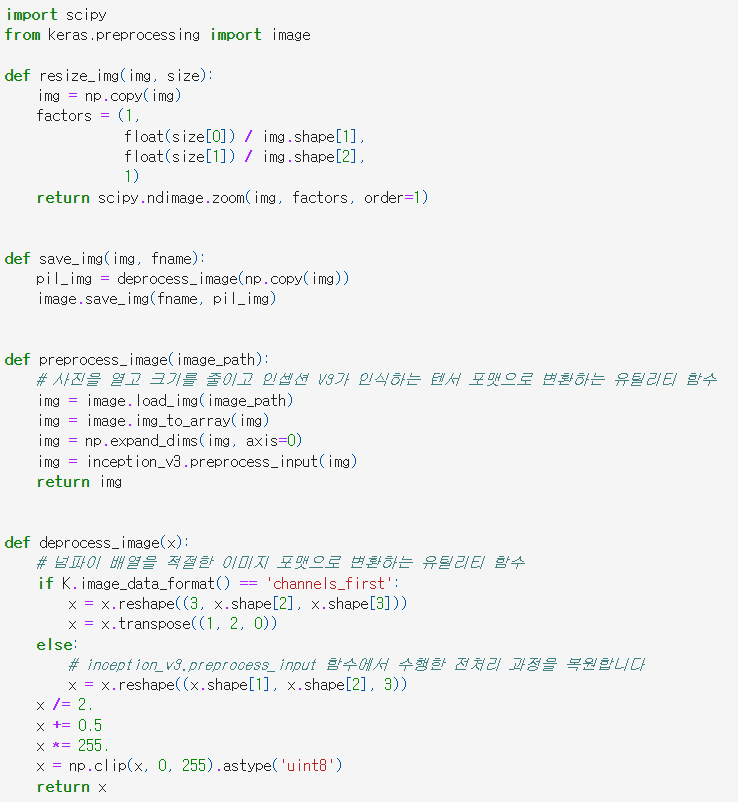 import scipy
from keras.preprocessing import image

def resize_img(img, size):
    img = np.copy(img)
    factors = (1,
               float(size[0]) / img.shape[1],
               float(size[1]) / img.shape[2],
               1)
    return scipy.ndimage.zoom(img, factors, order=1)


def save_img(img, fname):
    pil_img = deprocess_image(np.copy(img))
    image.save_img(fname, pil_img)


def preprocess_image(image_path):
    # 사진을 열고 크기를 줄이고 인셉션 V3가 인식하는 텐서 포맷으로 변환하는 유틸리티 함수
    img = image.load_img(image_path)
    img = image.img_to_array(img)
    img = np.expand_dims(img, axis=0)
    img = inception_v3.preprocess_input(img)
    return img


def deprocess_image(x):
    # 넘파이 배열을 적절한 이미지 포맷으로 변환하는 유틸리티 함수
    if K.image_data_format() == 'channels_first':
        x = x.reshape((3, x.shape[2], x.shape[3]))
        x = x.transpose((1, 2, 0))
    else:
        # inception_v3.preprocess_input 함수에서 수행한 전처리 과정을 복원합니다
        x = x.reshape((x.shape[1], x.shape[2], 3))
    x /= 2.
    x += 0.5
    x *= 255.
    x = np.clip(x, 0, 255).astype('uint8')
    return x